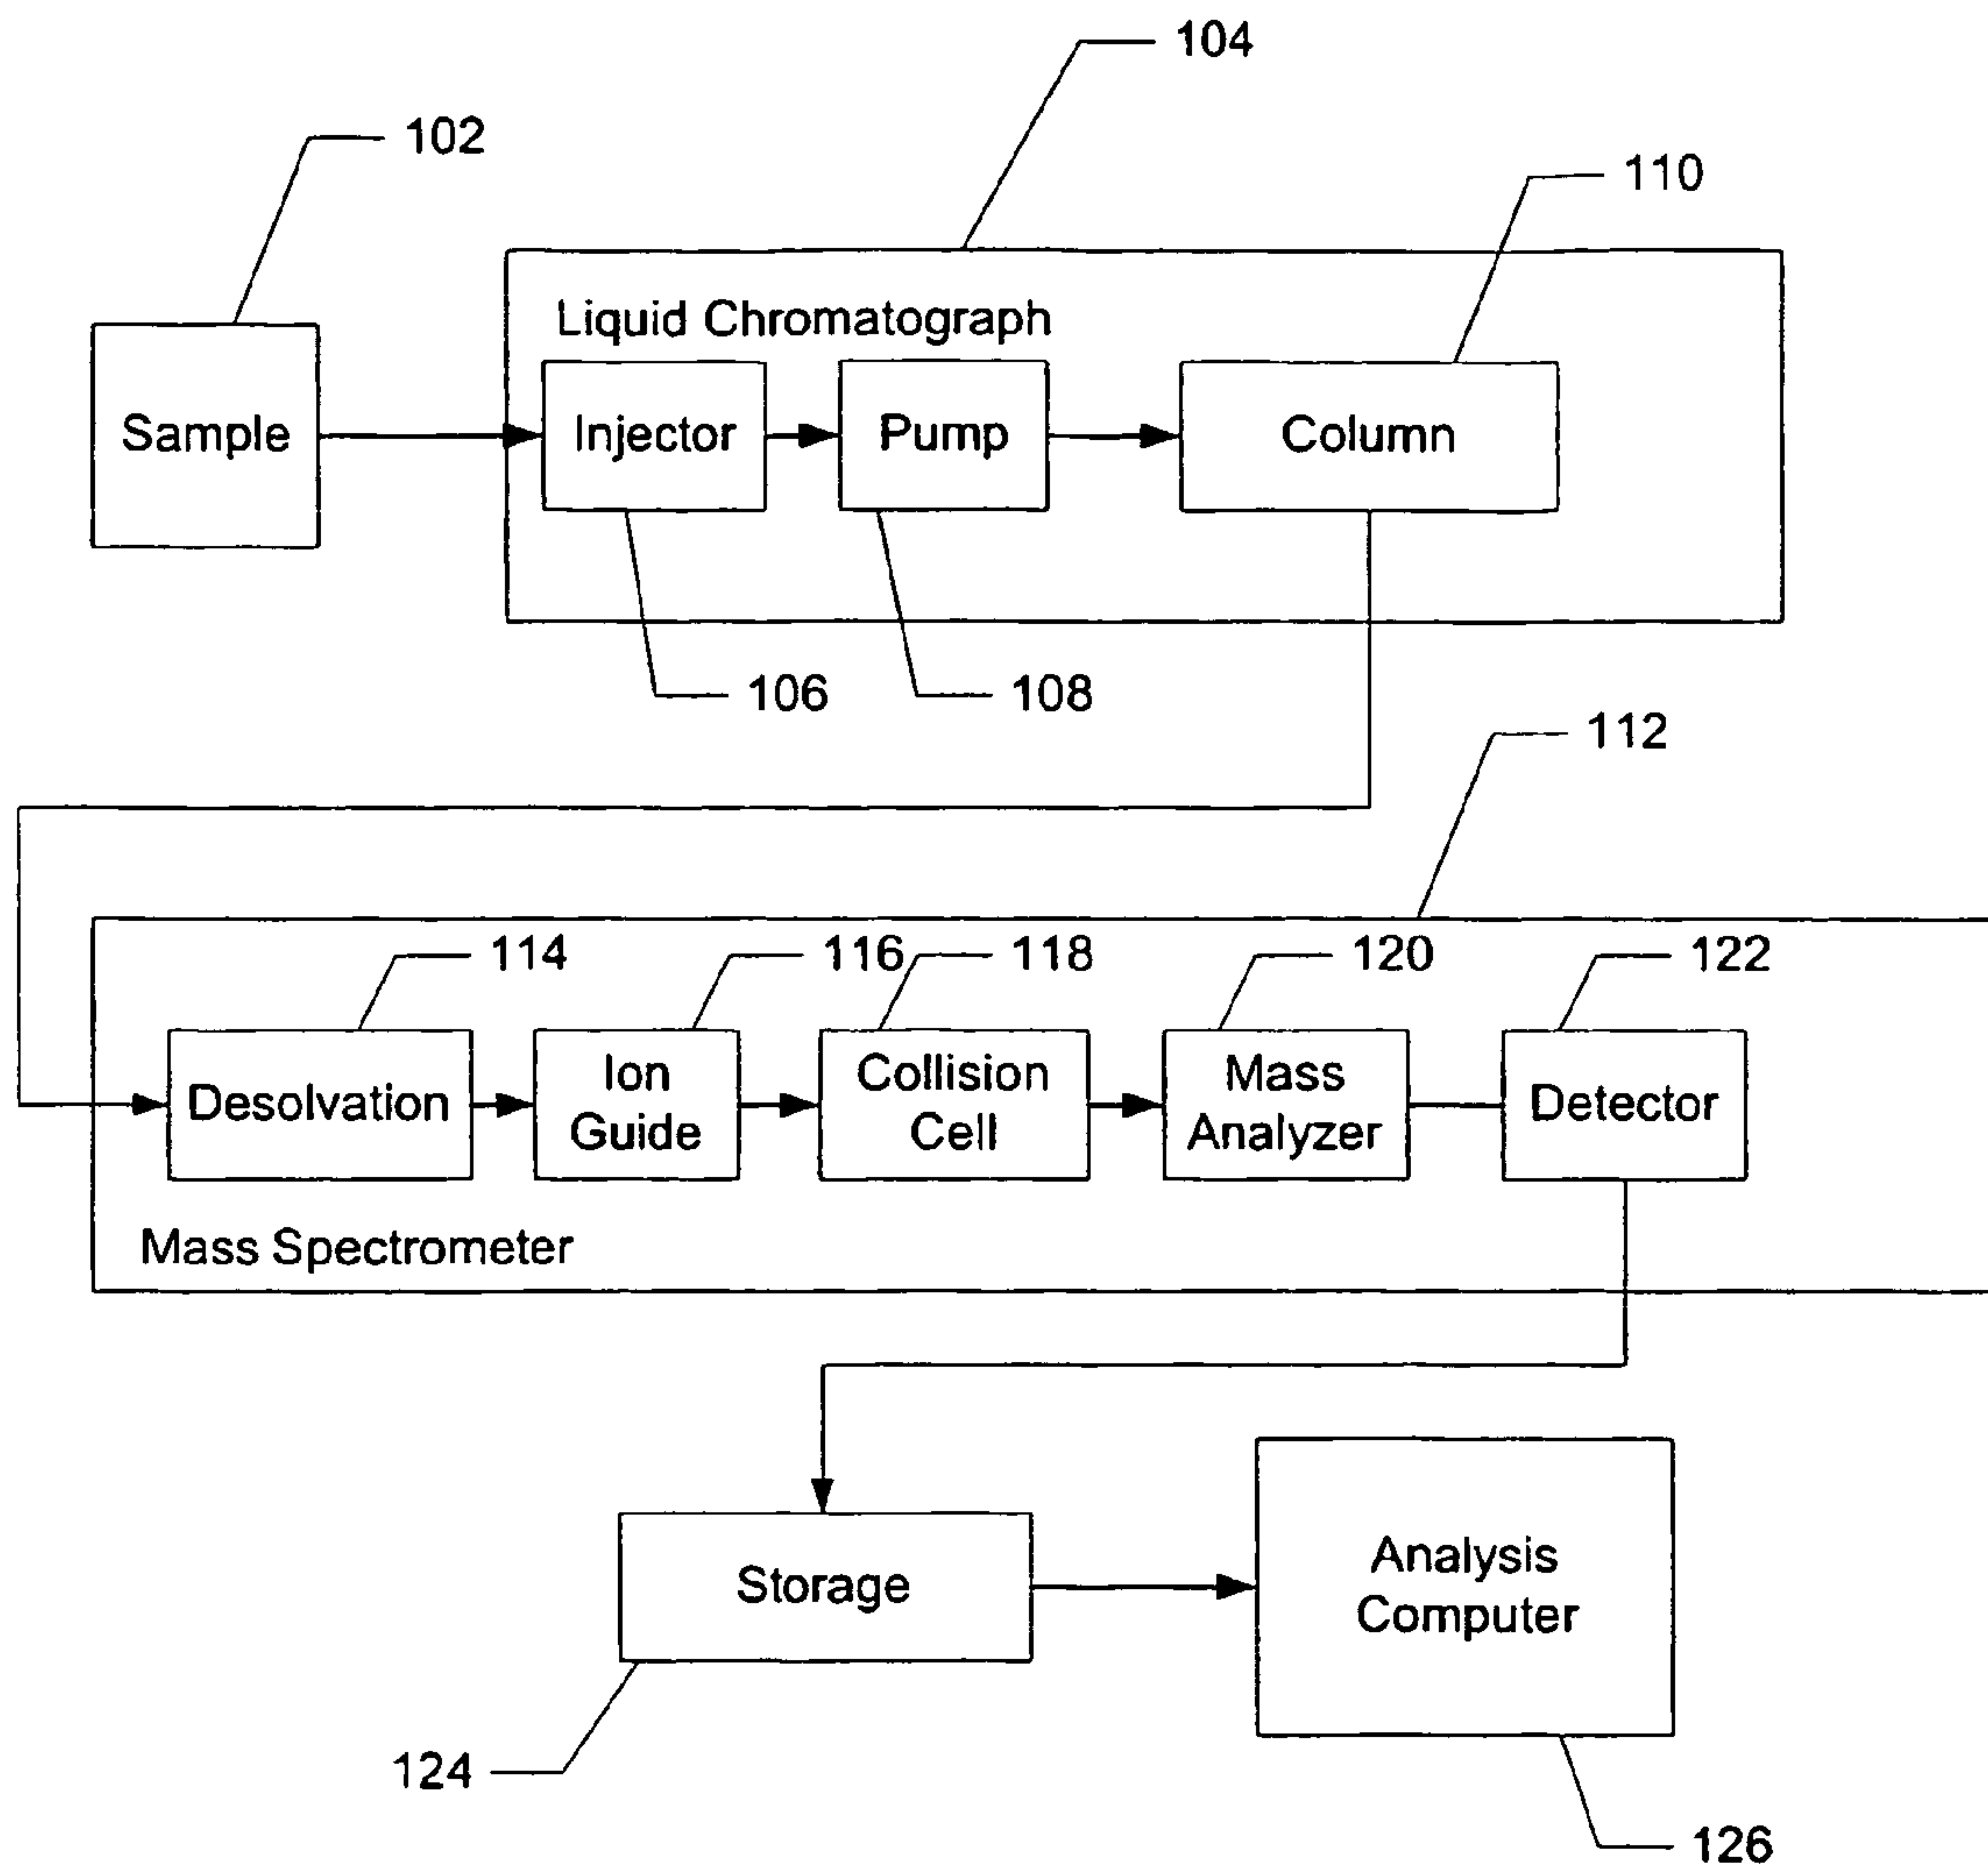 104
102
110
Liquid Chromatograph
Sample
Injector
Pump
Column
106
108
112
114
116
118
120
122
Desolvation
Ion
Guide
Collision
Cell
Mass
Analyzer
Detector
Mass Spectrometer
Storage
Analysis
Computer
124
126